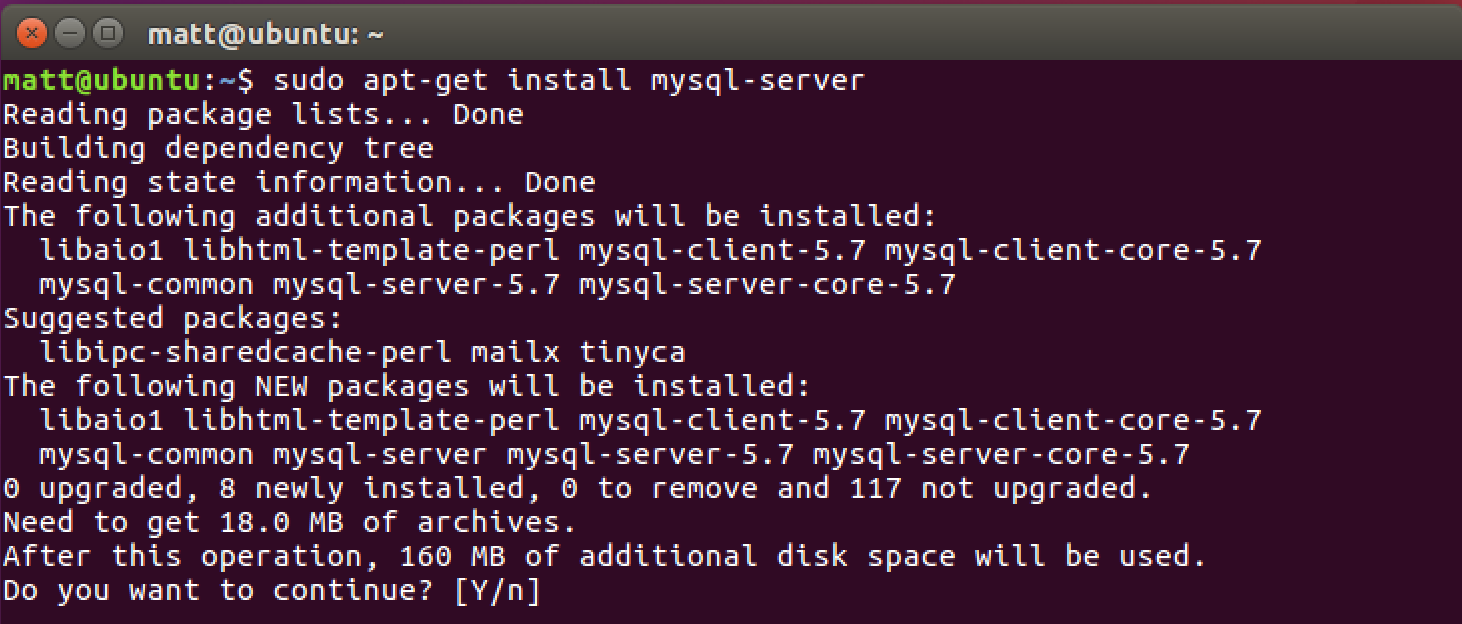 matt@ubuntu: ~
matt@ubuntu:~$ sudo apt-get install mysql-server
Reading package lists... Done
Building dependency tree
Reading state information... Done
The following additional packages will be installed:
  libaio1 libhtml-template-perl mysql-client-5.7 mysql-client-core-5.7
  mysql-common mysql-server-5.7 mysql-server-core-5.7
Suggested packages:
  libipc-sharedcache-perl mailx tinyca
The following NEW packages will be installed:
  libaio1 libhtml-template-perl mysql-client-5.7 mysql-client-core-5.7
  mysql-common mysql-server mysql-server-5.7 mysql-server-core-5.7
0 upgraded, 8 newly installed, 0 to remove and 117 not upgraded.
Need to get 18.0 MB of archives.
After this operation, 160 MB of additional disk space will be used.
Do you want to continue? [Y/n]